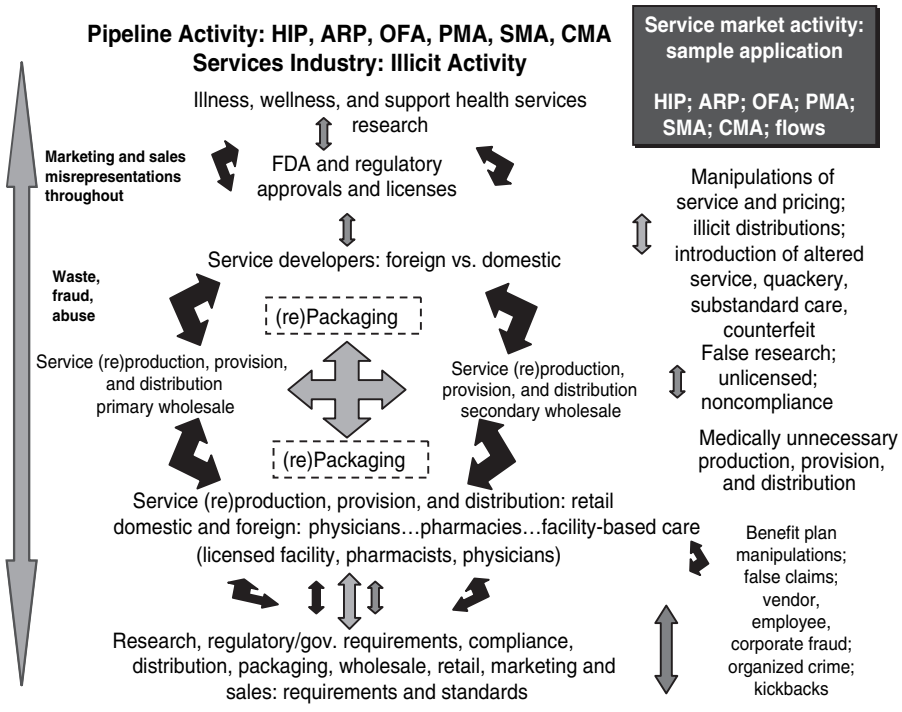 Pipeline Activity: HIP, ARP, OFA, PMA, SMA, CMA
Services Industry: Illicit Activity
Service market activity:
sample application
HIP; ARP; OFA; PMA;
SMA; CMA; flows
Illness, wellness, and support health services
research
Marketing and sales
misrepresentations
throughout
FDA and regulatory
approvals and licenses
Manipulations of
service and pricing;
illicit distributions;
introduction of altered
service, quackery,
substandard care,
counterfeit
Service developers: foreign vs. domestic
Waste,
fraud,
abuse
(re)Packaging
Service (re)production, provision,
and distribution
primary wholesale
Service (re)production,
provision, and distribution
secondary wholesale
False research;
unlicensed;
noncompliance
(re)Packaging
Medically unnecessary
production, provision,
and distribution
Service (re)production, provision, and distribution: retail
domestic and foreign: physicians…pharmacies…facility-based care
(licensed facility, pharmacists, physicians)
Benefit plan
manipulations;
false claims;
vendor,
employee,
corporate fraud;
organized crime;
kickbacks
Research, regulatory/gov. requirements, compliance,
distribution, packaging, wholesale, retail, marketing and
sales: requirements and standards